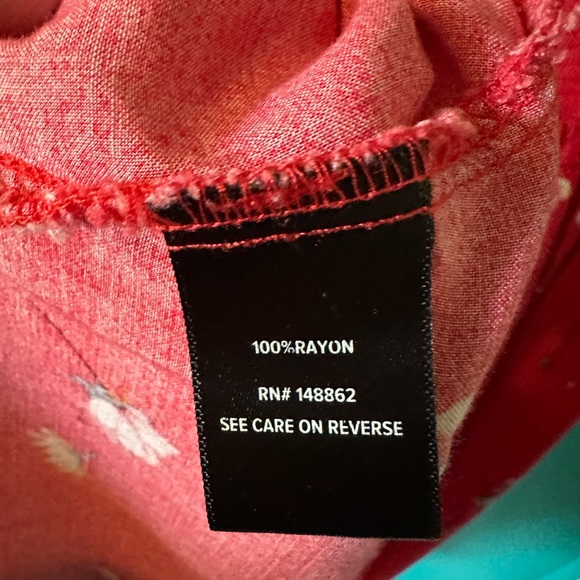 100%RAYON
RN# 148862
SEE CARE ON REVERSE